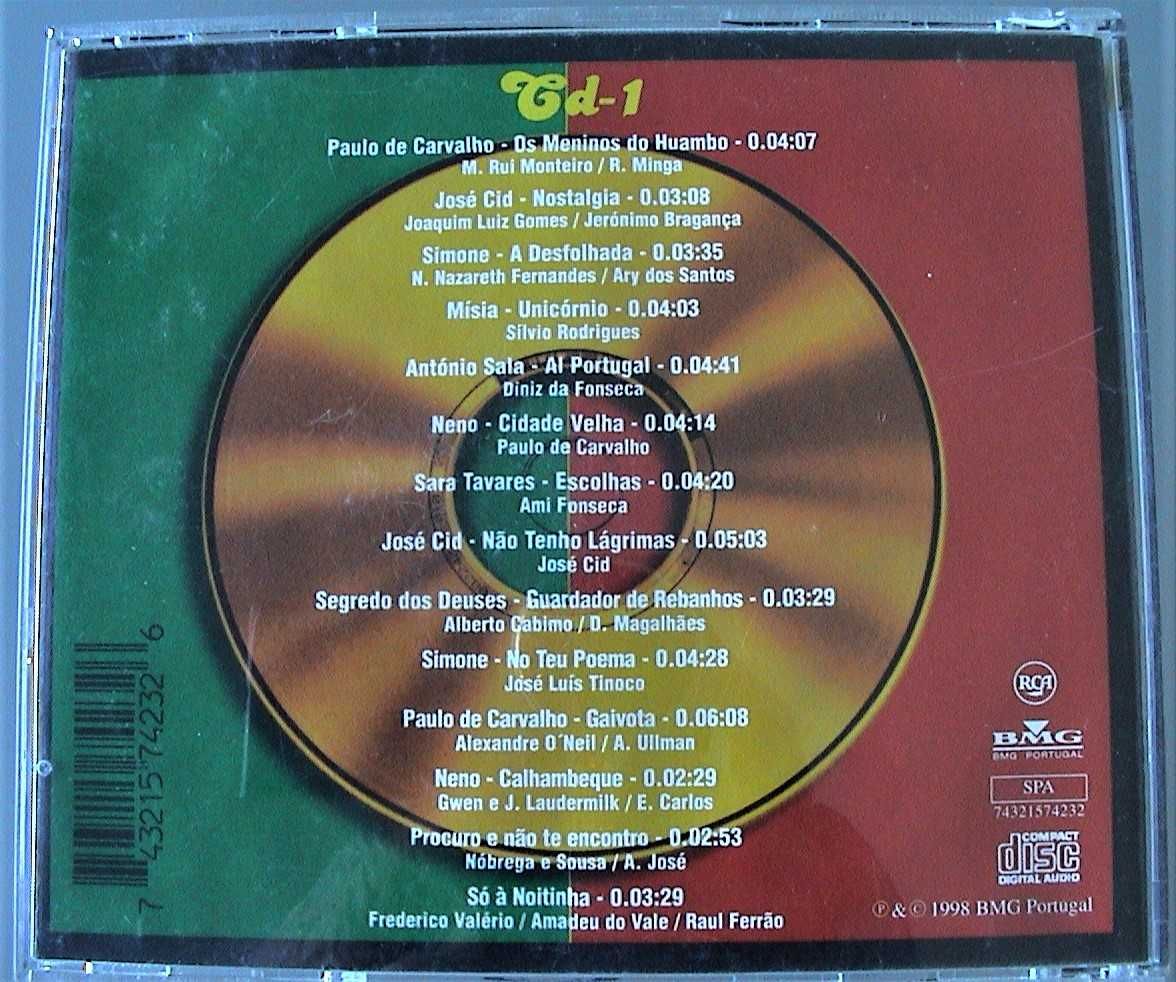 Cd-1
Paulo de Carvalho - Os Meninos do Huambo - 0.04:07
M. Rui Monteiro / R. Minga
José Cid - Nostalgia - 0.03:08
Joaquim Luiz Gomes / Jerónimo Bragança
Simone - A Desfolhada - 0.03:35
N. Nazareth Fernandes / Ary dos Santos
Mísia - Unicórnio - 0.04:03
Sílvio Rodrigues
António Sala - Al Portugal - 0.04:41
Diniz da Fonseca
Neno - Cidade Velha - 0.04:14
Paulo de Carvalho
Sara Tavares - Escolhas - 0.04:20
Ami Fonseca
José Cid - Não Tenho Lágrimas - 0.05:03
José Cid
Segredo dos Deuses - Guardador de Rebanhos - 0.03:29
Alberto Cabimo / D. Magalhães
Simone - No Teu Poema - 0.04:28
José Luís Tinoco
Paulo de Carvalho - Gaivota - 0.06:08
Alexandre O´Neil / A. Ullman
Neno - Calhambeque - 0.02:29
Gwen e J. Laudermilk / E. Carlos
Procuro e não te encontro - 0.02:53
Nóbrega e Sousa / A. José
Só à Noitinha - 0.03:29
Frederico Valério / Amadeu do Vale / Raul Ferrão
7 43215 74232 6
RCA
BMG
BMG PORTUGAL
SPA
74321574232
COMPACT
disc
DIGITAL AUDIO
℗ & © 1998 BMG Portugal